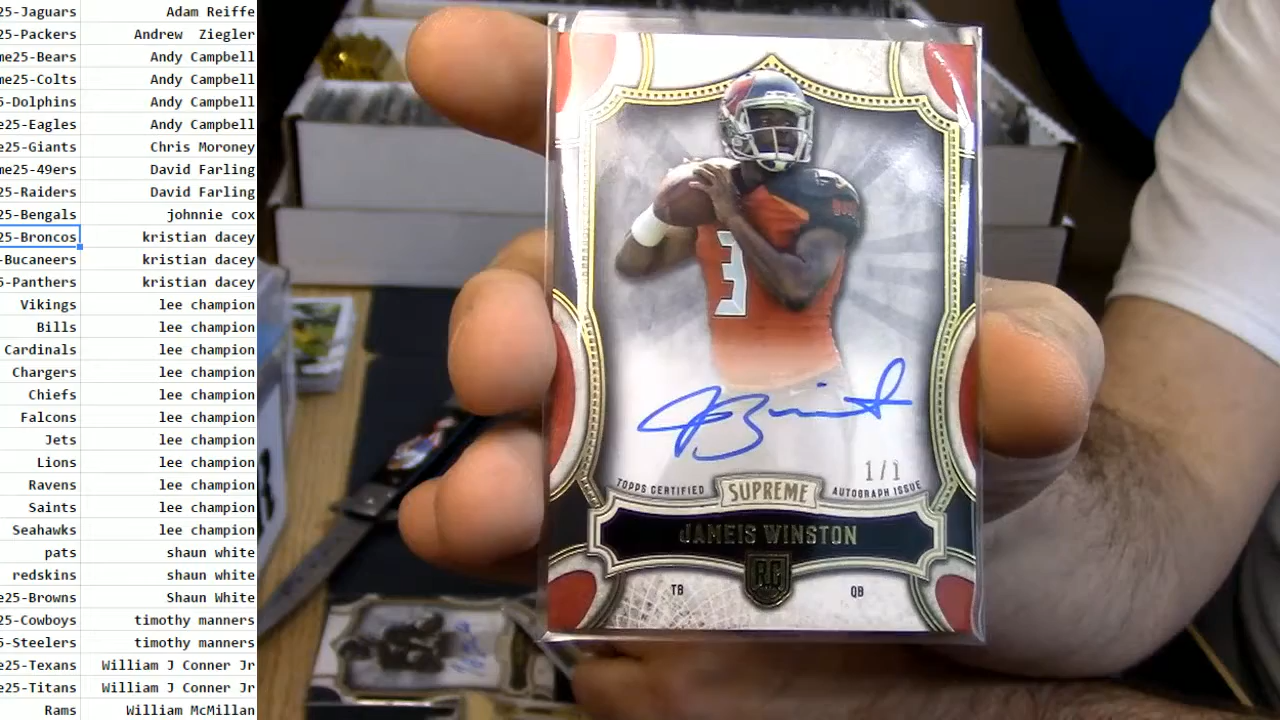 25-Jaguars Adam Reiffe
25-Packers Andrew Ziegler
me25-Bears Andy Campbell
me25-Colts Andy Campbell
5-Dolphins Andy Campbell
e25-Eagles Andy Campbell
e25-Giants Chris Moroney
me25-49ers David Farling
25-Raiders David Farling
25-Bengals johnnie cox
25-Broncos kristian dacey
-Bucaneers kristian dacey
5-Panthers kristian dacey
Vikings lee champion
Bills lee champion
Cardinals lee champion
Chargers lee champion
Chiefs lee champion
Falcons lee champion
Jets lee champion
Lions lee champion
Ravens lee champion
Saints lee champion
Seahawks lee champion
pats shaun white
redskins shaun white
e25-Browns Shaun White
25-Cowboys timothy manners
5-Steelers timothy manners
e25-Texans William J Conner Jr
e25-Titans William J Conner Jr
Rams William McMillan
3
1/1
TOPPS CERTIFIED SUPREME AUTOGRAPH ISSUE
JAMEIS WINSTON
TB RC QB